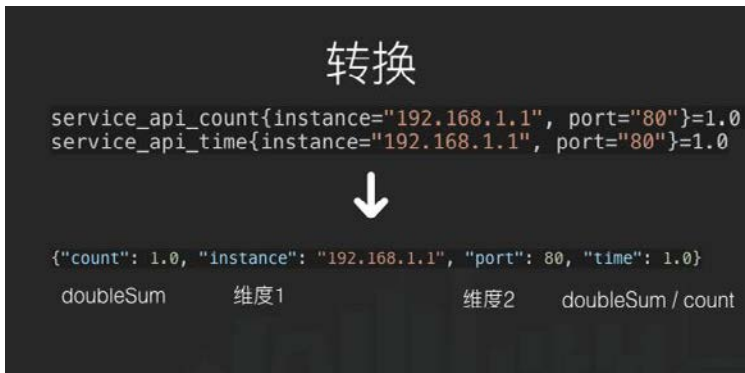 转换
service_api_count{instance="192.168.1.1", port="80"}=1.0
service_api_time{instance="192.168.1.1", port="80"}=1.0
{"count": 1.0, "instance": "192.168.1.1", "port": 80, "time": 1.0}
doubleSum 维度1 维度2 doubleSum / count